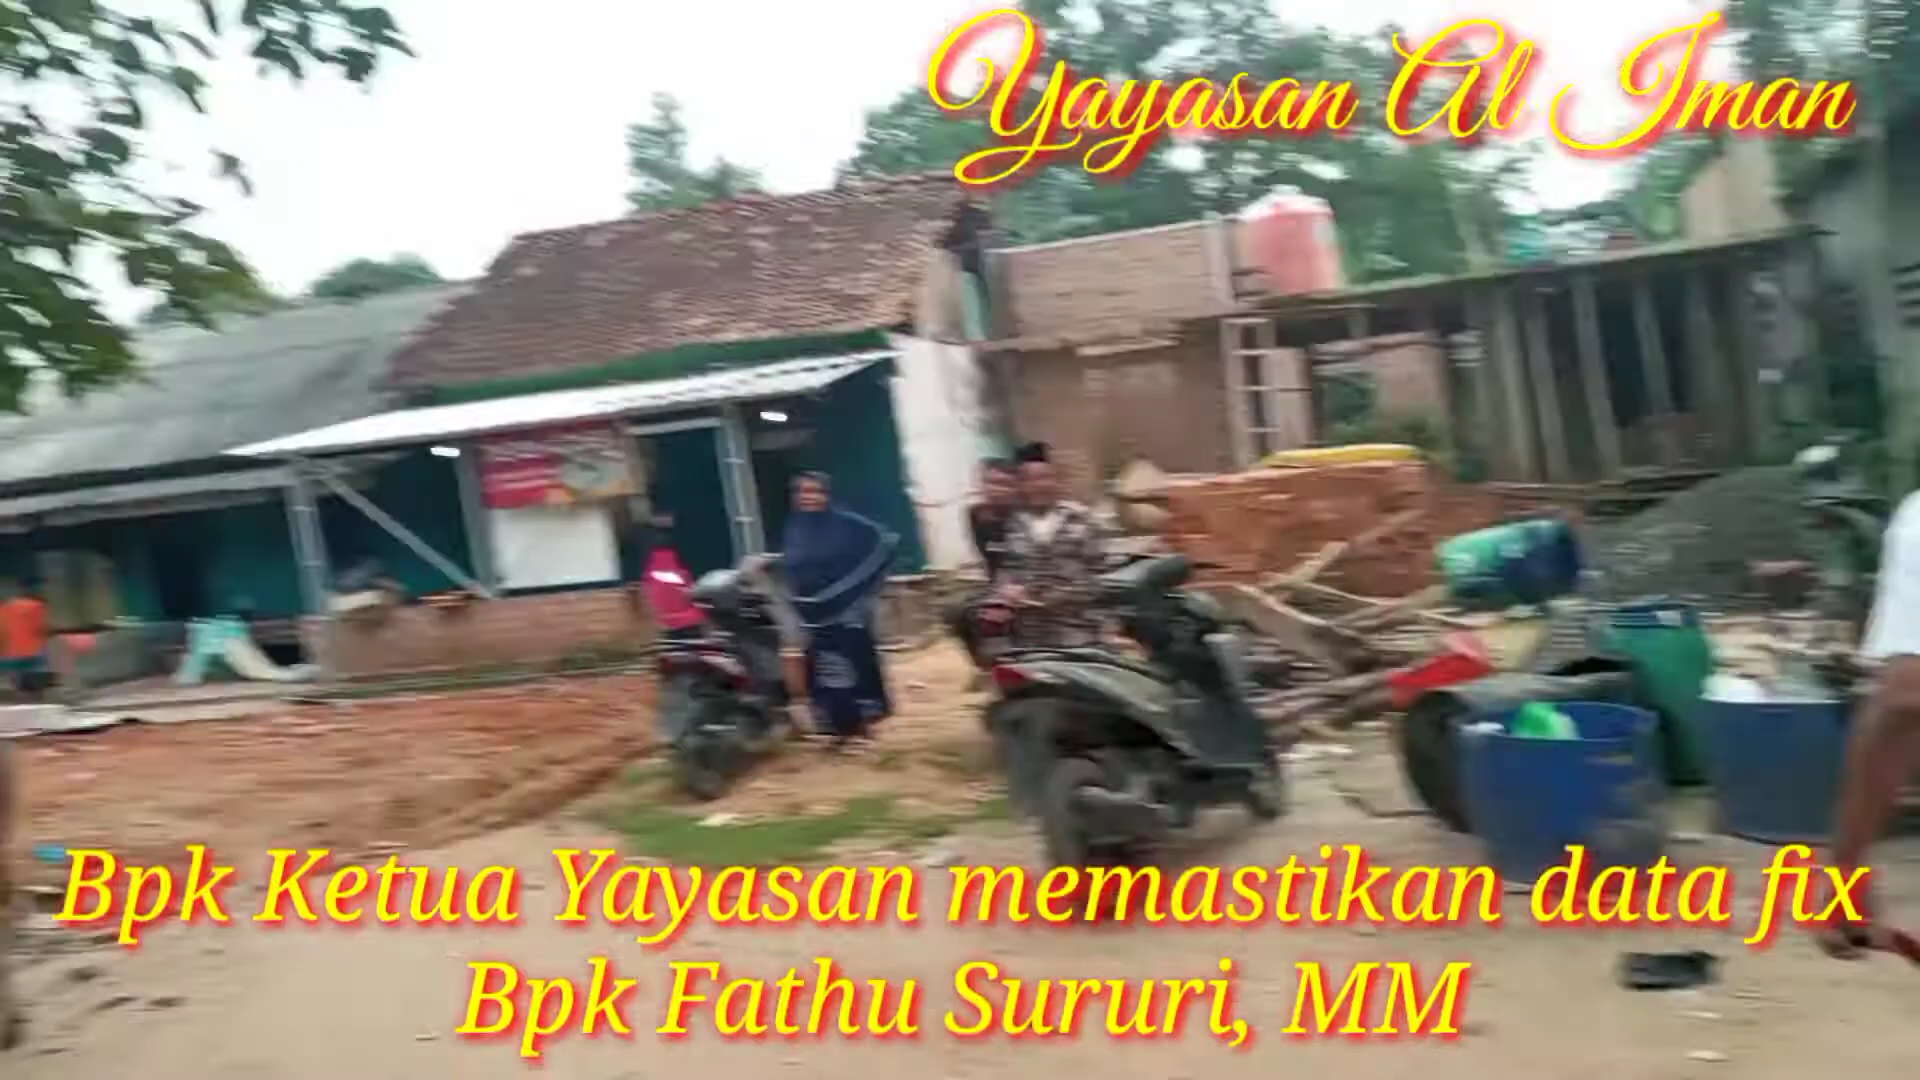 Yayasan Al Iman
Bpk Ketua Yayasan memastikan data fix
Bpk Fathu Sururi, MM